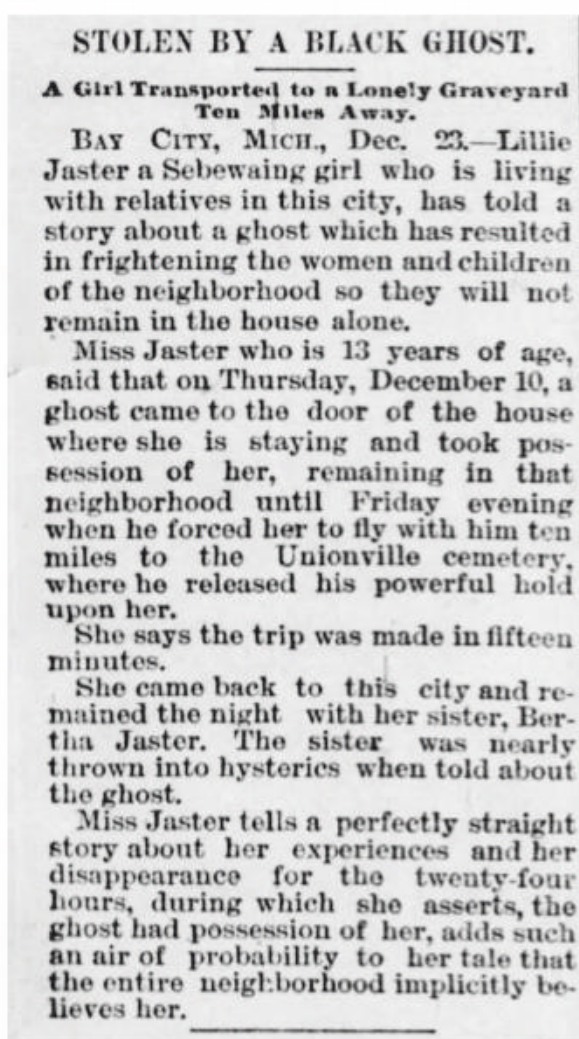 STOLEN BY A BLACK GHOST.
A Girl Transported to a Lonely Graveyard
Ten Miles Away.
BAY CITY, MICH., Dec. 23.—Lillie
Jaster a Sebewaing girl who is living
with relatives in this city, has told a
story about a ghost which has resulted
in frightening the women and children
of the neighborhood so they will not
remain in the house alone.
Miss Jaster who is 13 years of age,
said that on Thursday, December 10, a
ghost came to the door of the house
where she is staying and took pos-
session of her, remaining in that
neighborhood until Friday evening
when he forced her to fly with him ten
miles to the Unionville cemetery,
where he released his powerful hold
upon her.
She says the trip was made in fifteen
minutes.
She came back to this city and re-
mained the night with her sister, Ber-
tha Jaster. The sister was nearly
thrown into hysterics when told about
the ghost.
Miss Jaster tells a perfectly straight
story about her experiences and her
disappearance for the twenty-four
hours, during which she asserts, the
ghost had possession of her, adds such
an air of probability to her tale that
the entire neighborhood implicitly be-
lieves her.